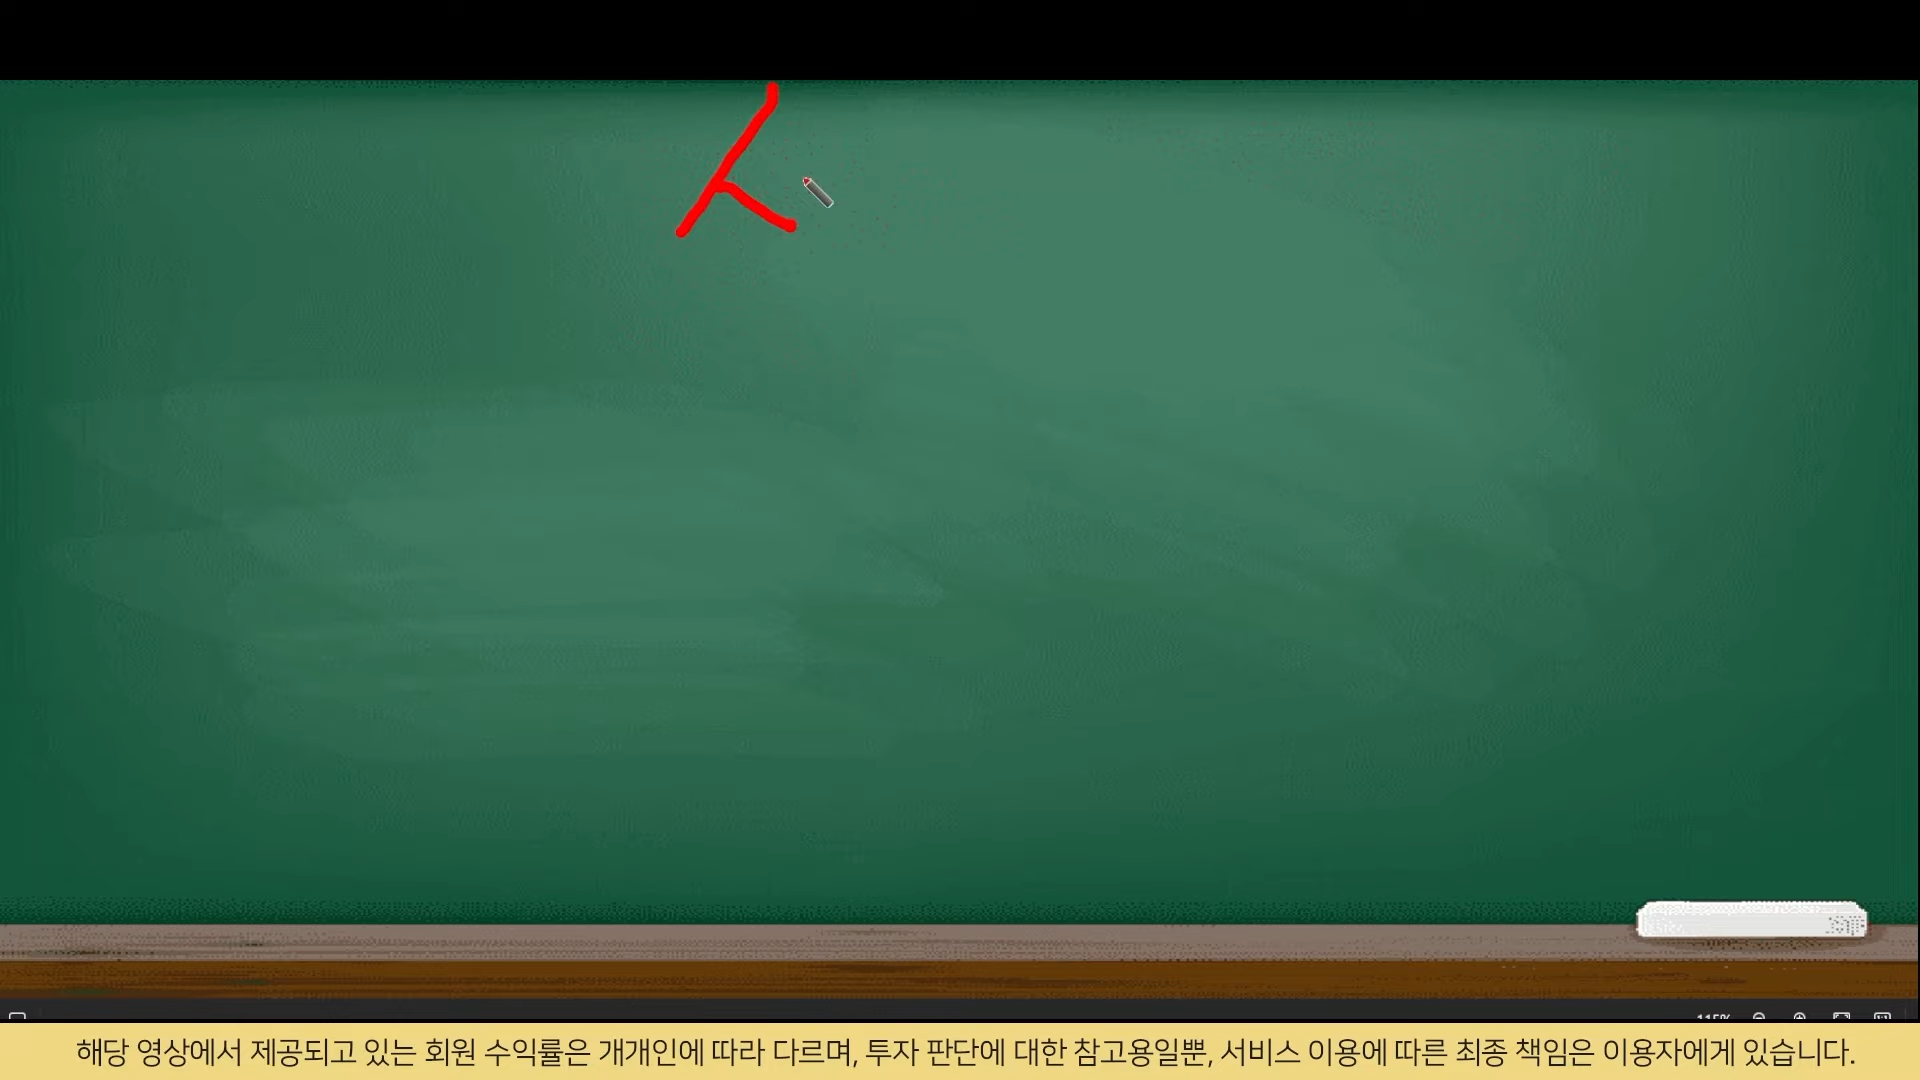 ㅅ
115%
해당 영상에서 제공되고 있는 회원 수익률은 개개인에 따라 다르며, 투자 판단에 대한 참고용일뿐, 서비스 이용에 따른 최종 책임은 이용자에게 있습니다.